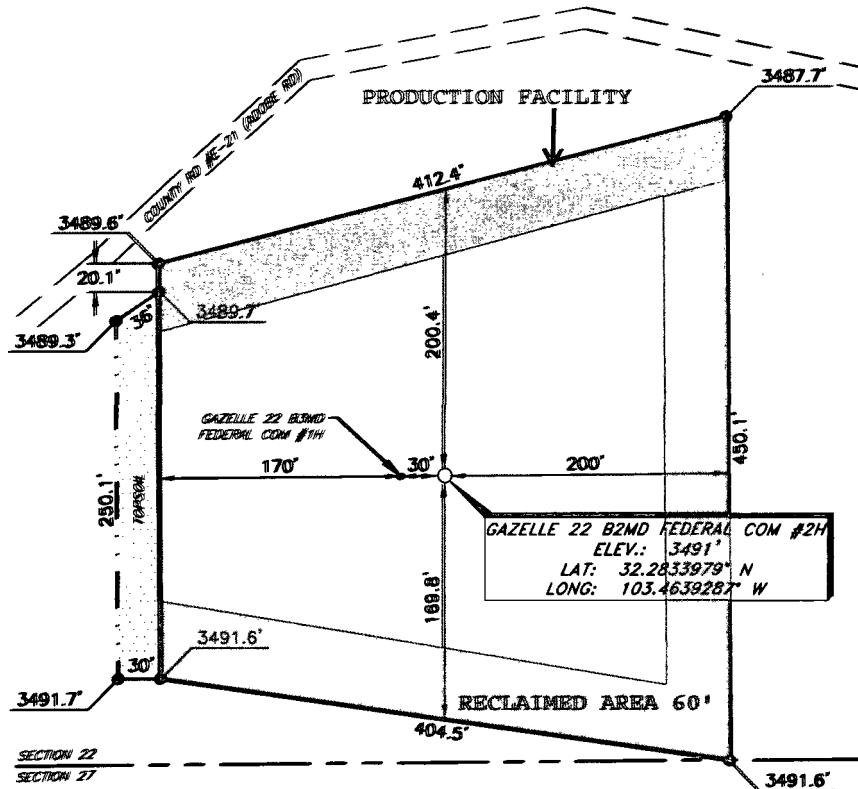 3487.7'
PRODUCTION FACILITY
COUNTY RD #E-21 (ADOBE RD)
412.4'
3489.6'
20.1'
36'
3489.7'
3489.3'
200.4'
GAZELLE 22 B3MD
FEDERAL COM #1H
170'
30'
200'
450.1'
250.1'
TOPSOIL
GAZELLE 22 B2MD FEDERAL COM #2H
ELEV.: 3491'
LAT: 32.2833979° N
LONG: 103.4639287° W
169.8'
3491.6'
30'
3491.7'
RECLAIMED AREA 60'
404.5'
SECTION 22
SECTION 27
3491.6'